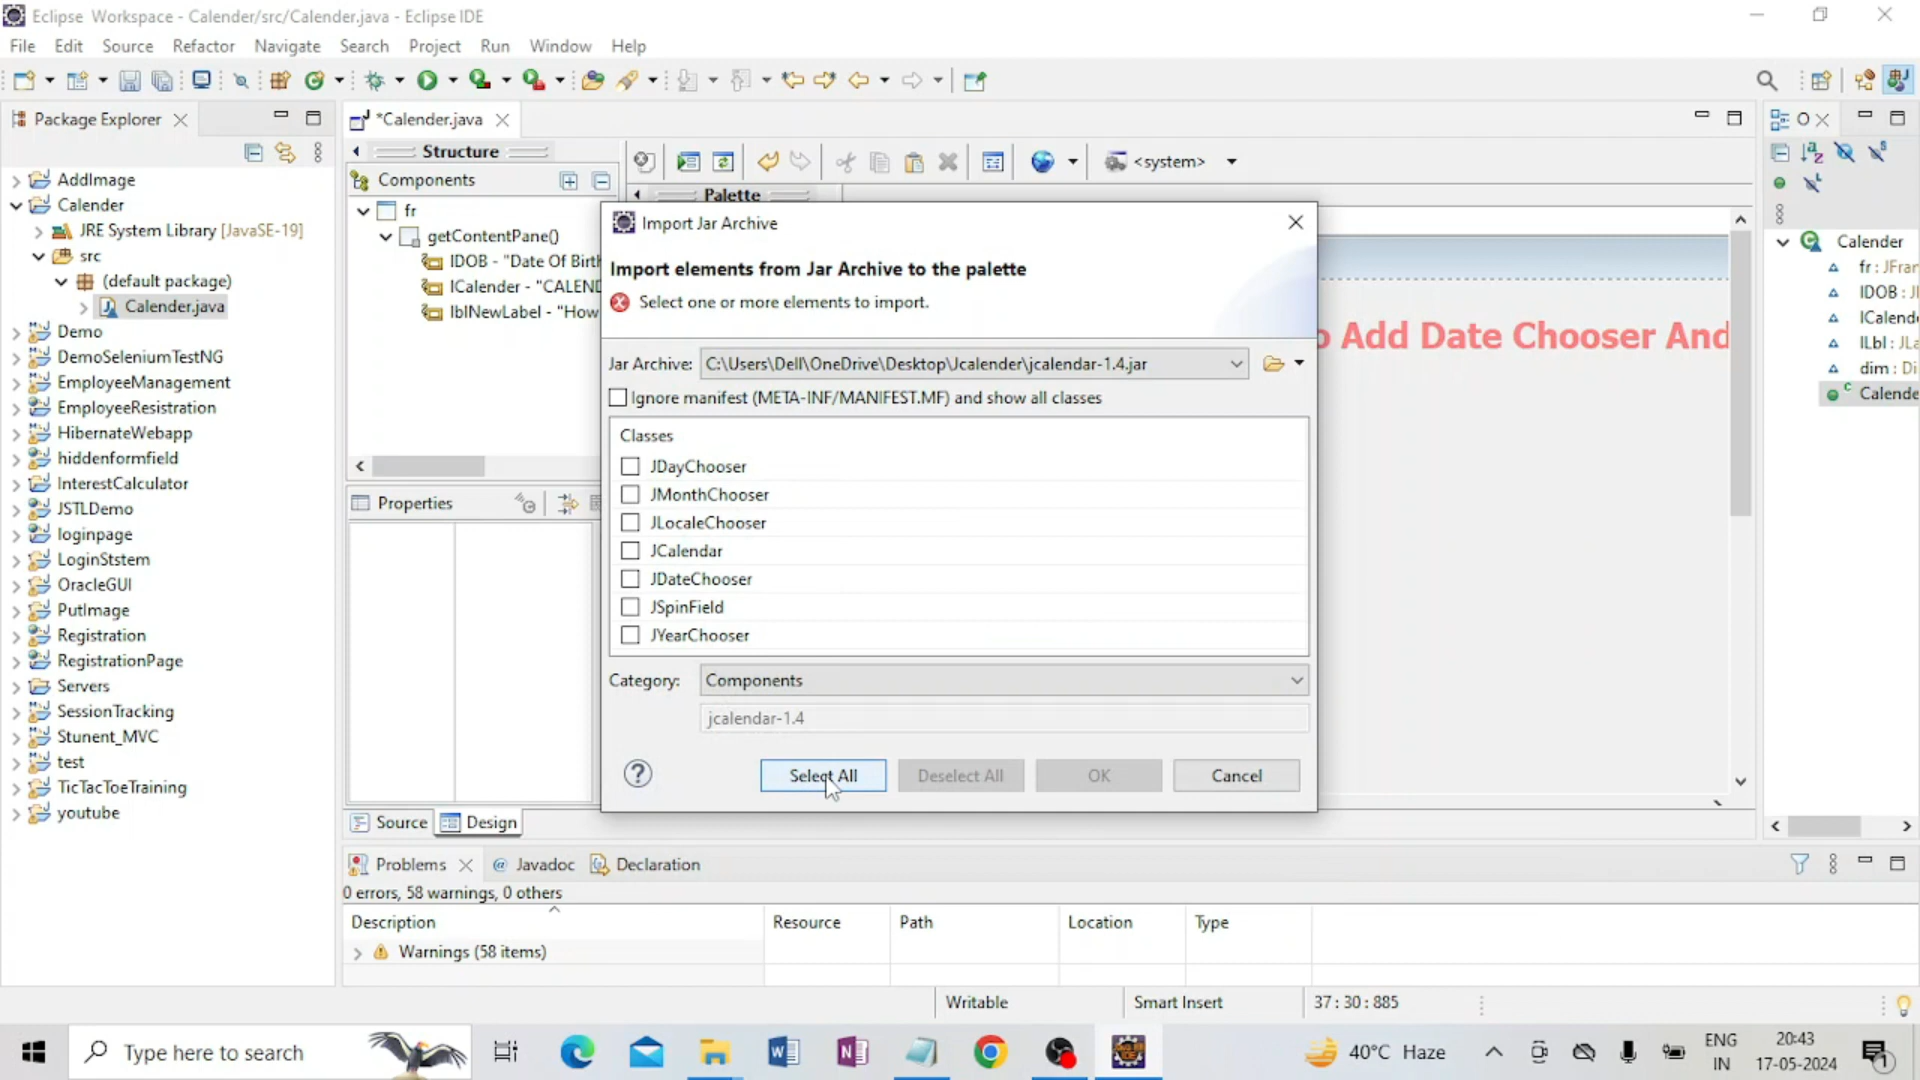 Eclipse Workspace - Calender/src/Calender.java - Eclipse IDE
File Edit Source Refactor Navigate Search Project Run Window Help
Package Explorer
AddImage
Calender
JRE System Library [JavaSE-19]
src
(default package)
Calender.java
Demo
DemoSeleniumTestNG
EmployeeManagement
EmployeeResistration
HibernateWebapp
hiddenformfield
InterestCalculator
JSTLDemo
loginpage
LoginStstem
OracleGUI
PutImage
Registration
RegistrationPage
Servers
SessionTracking
Stunent_MVC
test
TicTacToeTraining
youtube
*Calender.java
Structure
Components
fr
getContentPane()
lDOB - "Date Of Birth
lCalender - "CALEND
lblNewLabel - "How
Properties
<system>
Palette
o Add Date Chooser And
Import Jar Archive
Import elements from Jar Archive to the palette
Select one or more elements to import.
Jar Archive: C:\Users\Dell\OneDrive\Desktop\Jcalender\jcalendar-1.4.jar
Ignore manifest (META-INF/MANIFEST.MF) and show all classes
Classes
JDayChooser
JMonthChooser
JLocaleChooser
JCalendar
JDateChooser
JSpinField
JYearChooser
Category: Components
jcalendar-1.4
Select All Deselect All OK Cancel
Source Design
O
Calender
fr : JFran
lDOB : Jl
lCalende
lLbl : JLa
dim : Di
Calende
Problems Javadoc Declaration
0 errors, 58 warnings, 0 others
Description Resource Path Location Type
Warnings (58 items)
Writable Smart Insert 37 : 30 : 885
Type here to search
40°C Haze
ENG
IN
20:43
17-05-2024
1